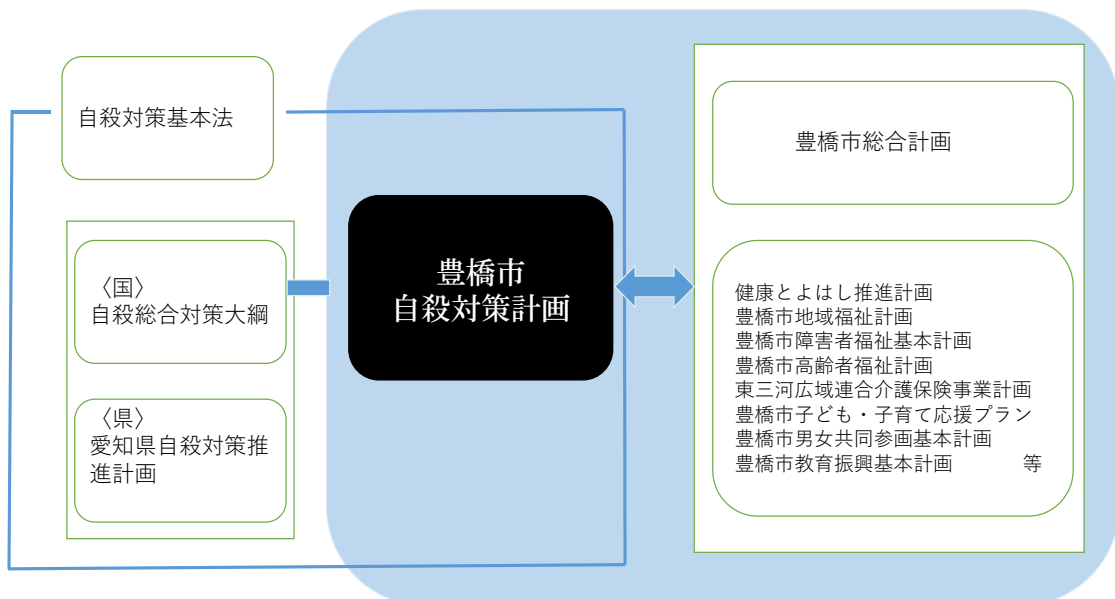 自殺対策基本法
〈国〉
自殺総合対策大綱
〈県〉
愛知県自殺対策推
進計画
豊橋市
自殺対策計画
豊橋市総合計画
健康とよはし推進計画
豊橋市地域福祉計画
豊橋市障害者福祉基本計画
豊橋市高齢者福祉計画
東三河広域連合介護保険事業計画
豊橋市子ども・子育て応援プラン
豊橋市男女共同参画基本計画
豊橋市教育振興基本計画　　　等